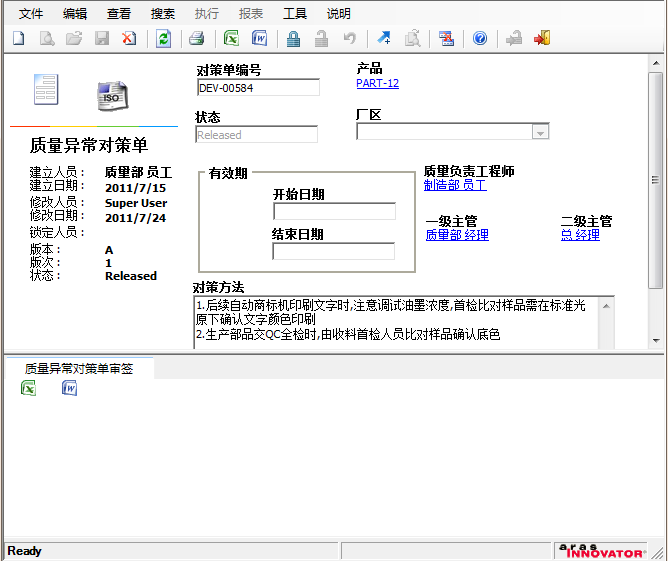 文件 编辑 查看 搜索 执行 报表 工具 说明
ISO
质量异常对策单
建立人员： 质量部 员工
建立日期： 2011/7/15
修改人员： Super User
修改日期： 2011/7/24
锁定人员：
版本： A
版次： 1
状态： Released
对策单编号
DEV-00584
产品
PART-12
状态
Released
厂区
有效期
开始日期
结束日期
质量负责工程师
制造部 员工
一级主管
质量部 经理
二级主管
总 经理
对策方法
1.后续自动商标机印刷文字时,注意调试油墨浓度,首检比对样品需在标准光
原下确认文字颜色印刷
2.生产部品交QC全检时,由收料首检人员比对样品确认底色
质量异常对策单审签
Ready
aras
INNOVATOR